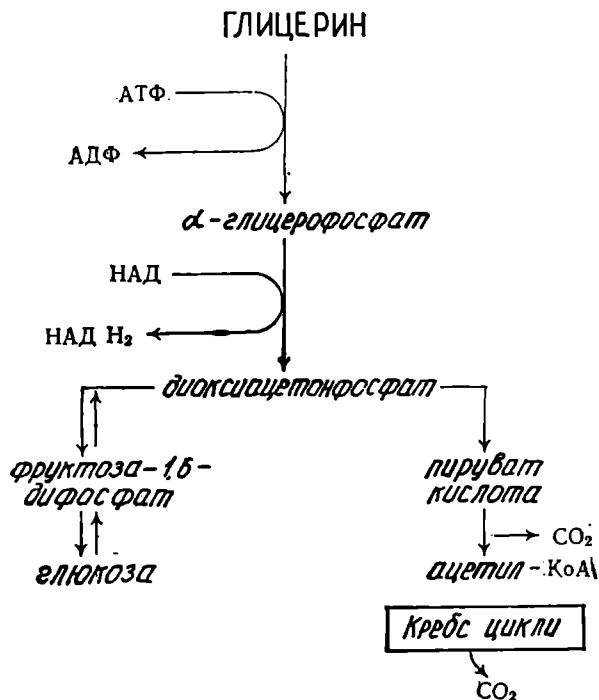 ГЛИЦЕРИН
АТФ
АДФ
α-глицерофосфат
НАД
НАД H₂
диоксиацетонфосфат
фруктоза-1,6-
дифосфат
глюкоза
пируват
кислота
CO₂
ацетил-КоА
Кребс цикли
CO₂